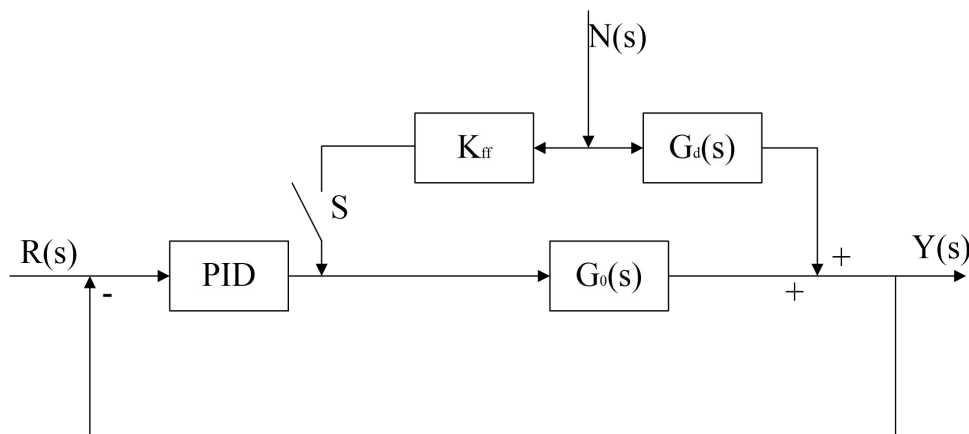 N(s)
Kff
Gd(s)
S
R(s)
PID
G0(s)
Y(s)
+
+
-